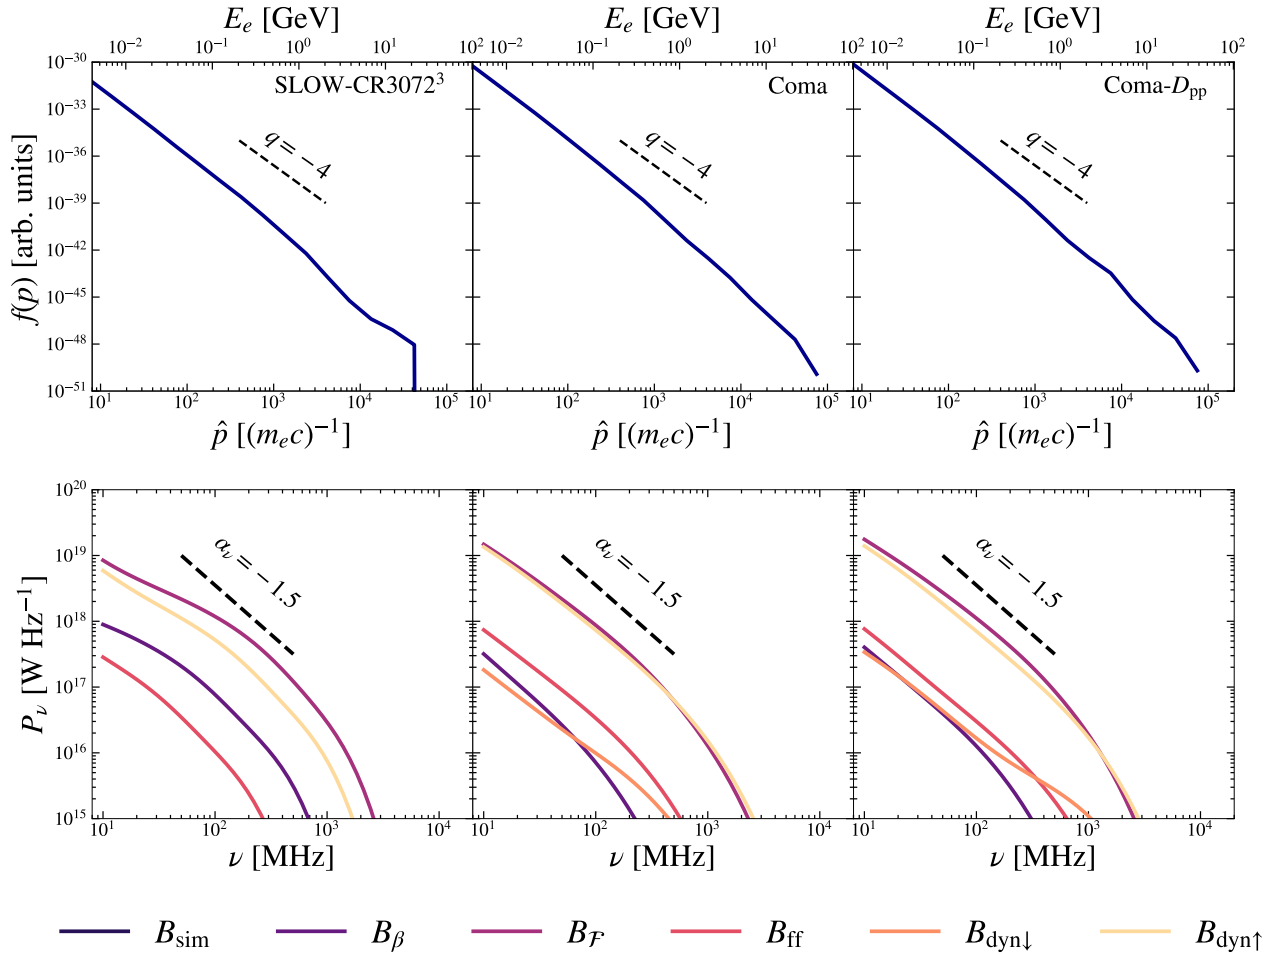 E_e [GeV] E_e [GeV] E_e [GeV]
10^−2 10^−1 10^0 10^1 10^2 10^−2 10^−1 10^0 10^1 10^2 10^−2 10^−1 10^0 10^1 10^2
SLOW-CR3072^3 Coma Coma-D_pp
q = −4 q = −4 q = −4
f(p) [arb. units]
10^−30
10^−33
10^−36
10^−39
10^−42
10^−45
10^−48
10^−51
10^1 10^2 10^3 10^4 10^5 10^1 10^2 10^3 10^4 10^5 10^1 10^2 10^3 10^4 10^5
p̂ [(m_e c)^−1] p̂ [(m_e c)^−1] p̂ [(m_e c)^−1]
P_ν [W Hz^−1]
10^20
10^19
10^18
10^17
10^16
10^15
α_ν = −1.5 α_ν = −1.5 α_ν = −1.5
10^1 10^2 10^3 10^4 10^1 10^2 10^3 10^4 10^1 10^2 10^3 10^4
ν [MHz] ν [MHz] ν [MHz]
B_sim B_β B_ℱ B_ff B_dyn↓ B_dyn↑